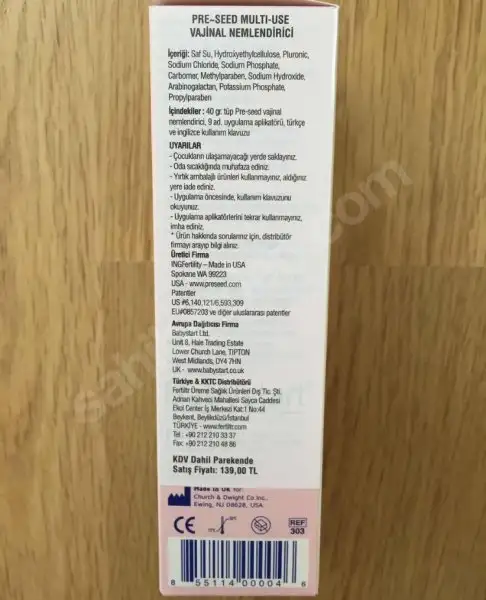 PRE-SEED MULTI-USE
VAJİNAL NEMLENDİRİCİ
İçeriği: Saf Su, Hydroxyethylcellulose, Pluronic,
Sodium Chloride, Sodium Phosphate,
Carbomer, Methylparaben, Sodium Hydroxide,
Arabinogalactan, Potassium Phosphate,
Propylparaben
İçindekiler : 40 gr. tüp Pre-seed vajinal
nemlendirici, 9 ad. uygulama aplikatörü, türkçe
ve ingilizce kullanım klavuzu
UYARILAR
- Çocukların ulaşamayacağı yerde saklayınız.
- Oda sıcaklığında muhafaza ediniz.
- Yırtık ambalajlı ürünleri kullanmayınız, aldığınız
yere iade ediniz.
- Uygulama öncesinde, kullanım klavuzunu
okuyunuz.
- Uygulama aplikatörlerini tekrar kullanmayınız,
imha ediniz.
* Ürün hakkında sorularınız için, distribütör
firmayı arayıp bilgi alınız.
Üretici Firma
INGFertility – Made in USA
Spokane WA 99223
USA - www.preseed.com
Patentler
US #6,140,121/6,593,309
EU#0857203 ve diğer uluslararası patentler
Avrupa Dağıtıcısı Firma
Babystart Ltd.
Unit 8, Hale Trading Estate
Lower Church Lane, TIPTON
West Midlands, DY4 7HN
UK - www.babystart.co.uk
Türkiye & KKTC Distribütörü
Fertiltr Üreme Sağlık Ürünleri Dış Tic. Şti.
Adnan Kahveci Mahallesi Sayca Caddesi
Ekol Center İş Merkezi Kat:1 No:44
Beykent, Beylikdüzü/İstanbul
TÜRKİYE - www.fertiltr.com
Tel : +90 212 210 33 37
Fax: +90 212 210 48 86
KDV Dahil Parekende
Satış Fiyatı: 139,00 TL
Made in UK for
Church & Dwight Co Inc.,
Ewing, NJ 08628, USA
CE
REF
303
8 55114 00004 6